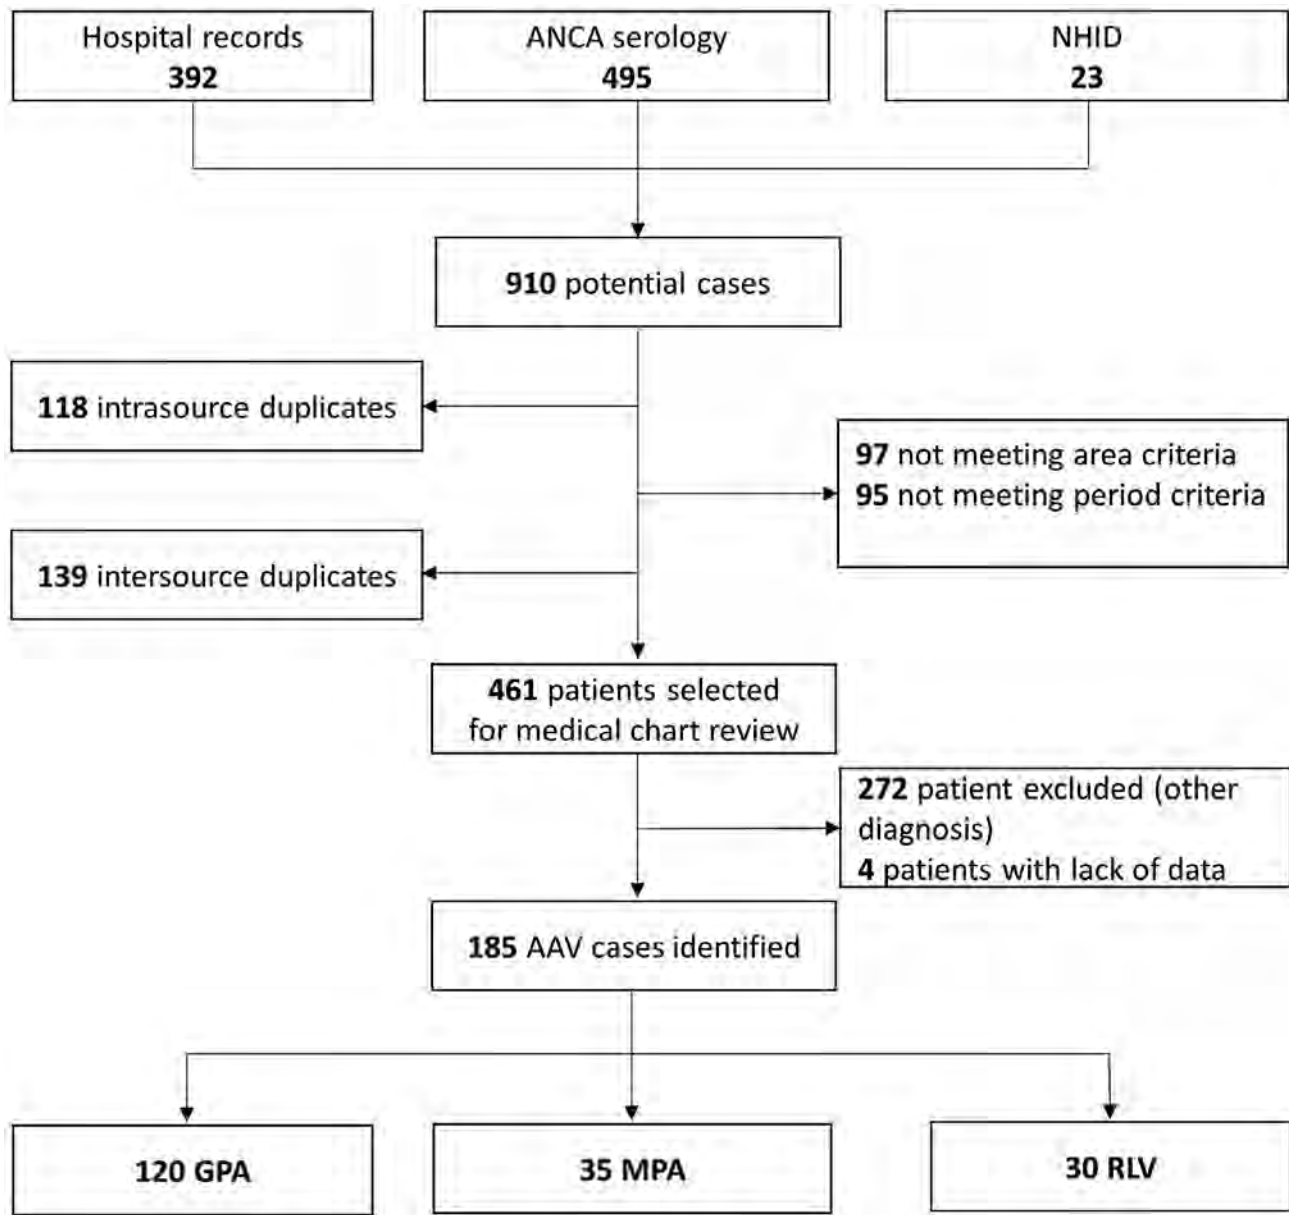 Hospital records
392
ANCA serology
495
NHID
23
910 potential cases
118 intrasource duplicates
97 not meeting area criteria
95 not meeting period criteria
139 intersource duplicates
461 patients selected
for medical chart review
272 patient excluded (other
diagnosis)
4 patients with lack of data
185 AAV cases identified
120 GPA
35 MPA
30 RLV